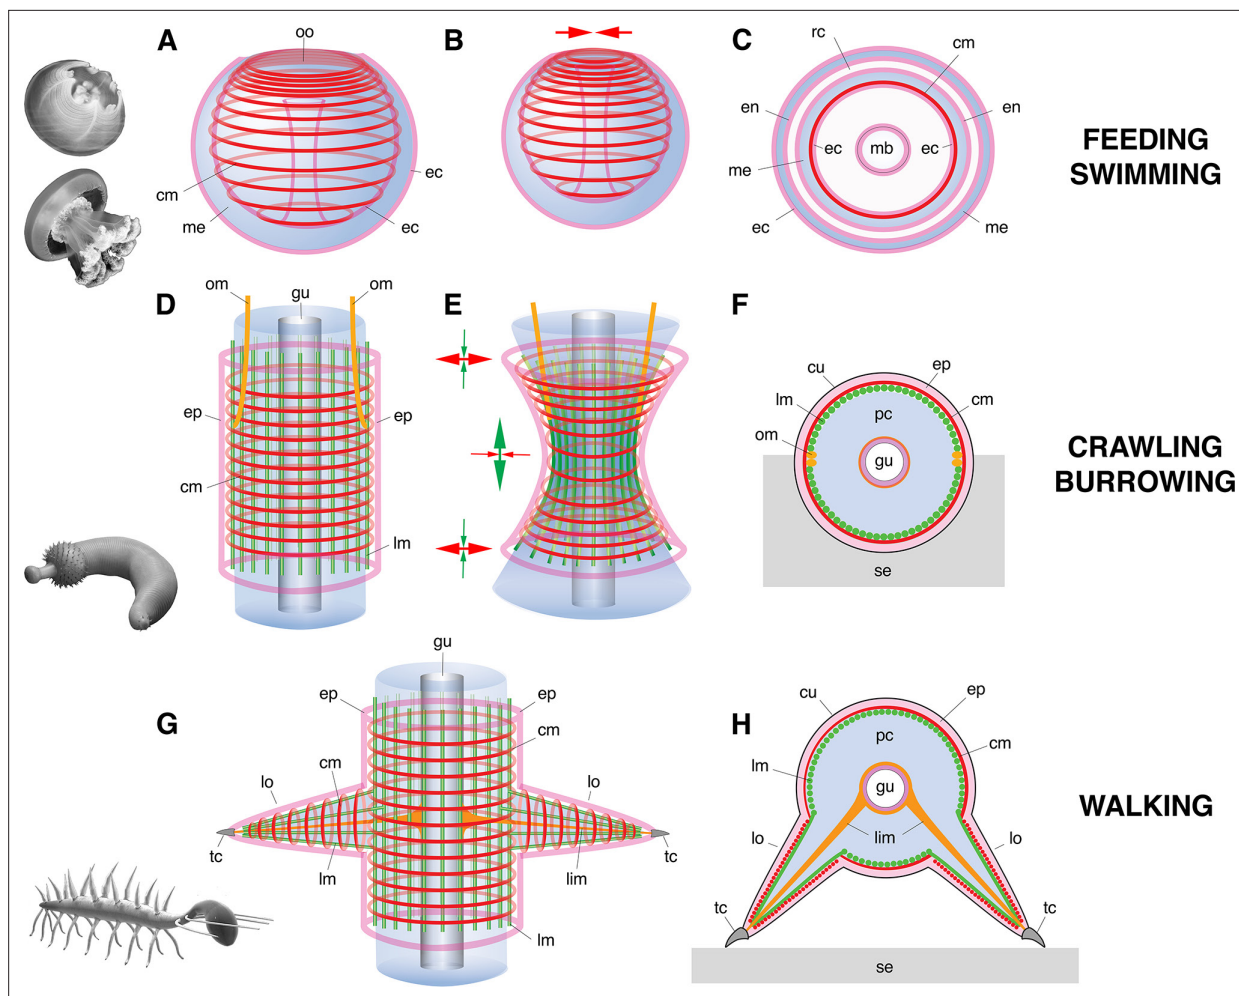 A
oo
B
C
rc
cm
en
en
ec
mb
ec
me
ec
me
cm
me
ec
ec
FEEDING
SWIMMING
D
om
gu
om
E
F
ep
ep
cm
lm
cu
ep
lm
cm
pc
om
gu
se
CRAWLING
BURROWING
G
gu
ep
ep
cm
cm
lo
lo
tc
tc
lm
lim
lm
H
cu
ep
pc
cm
lm
gu
lo
lim
lo
tc
tc
se
WALKING